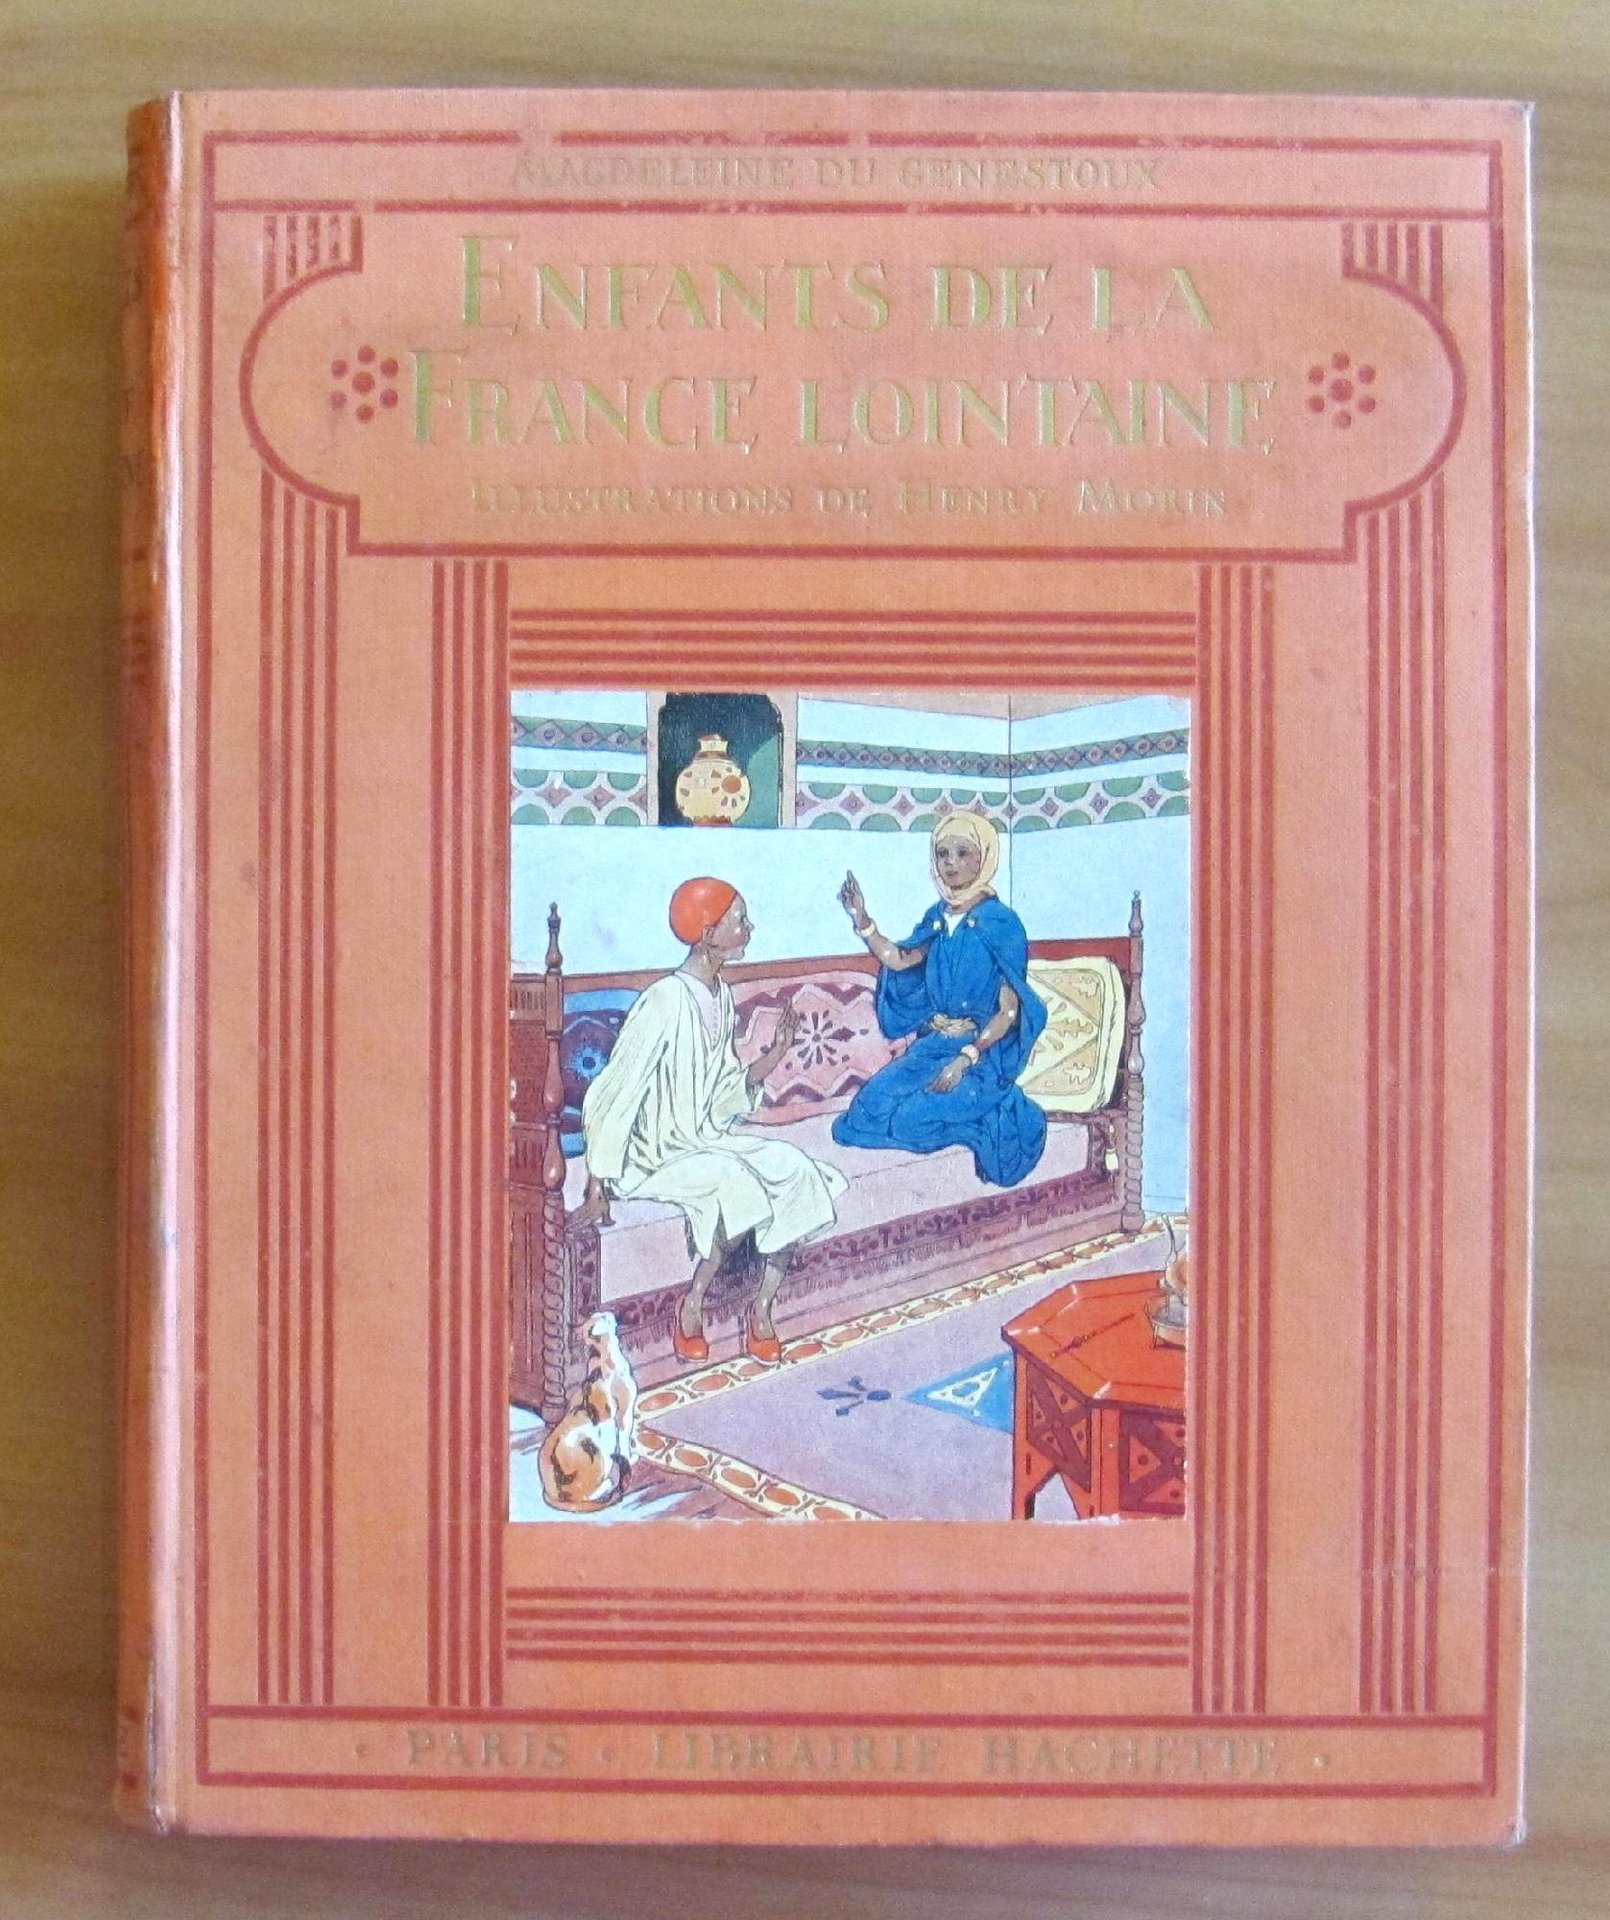 MAGDELEINE DU GENESTOUX
ENFANTS DE LA
FRANCE LOINTAINE
ILLUSTRATIONS DE HENRY MORIN
PARIS • LIBRAIRIE HACHETTE •